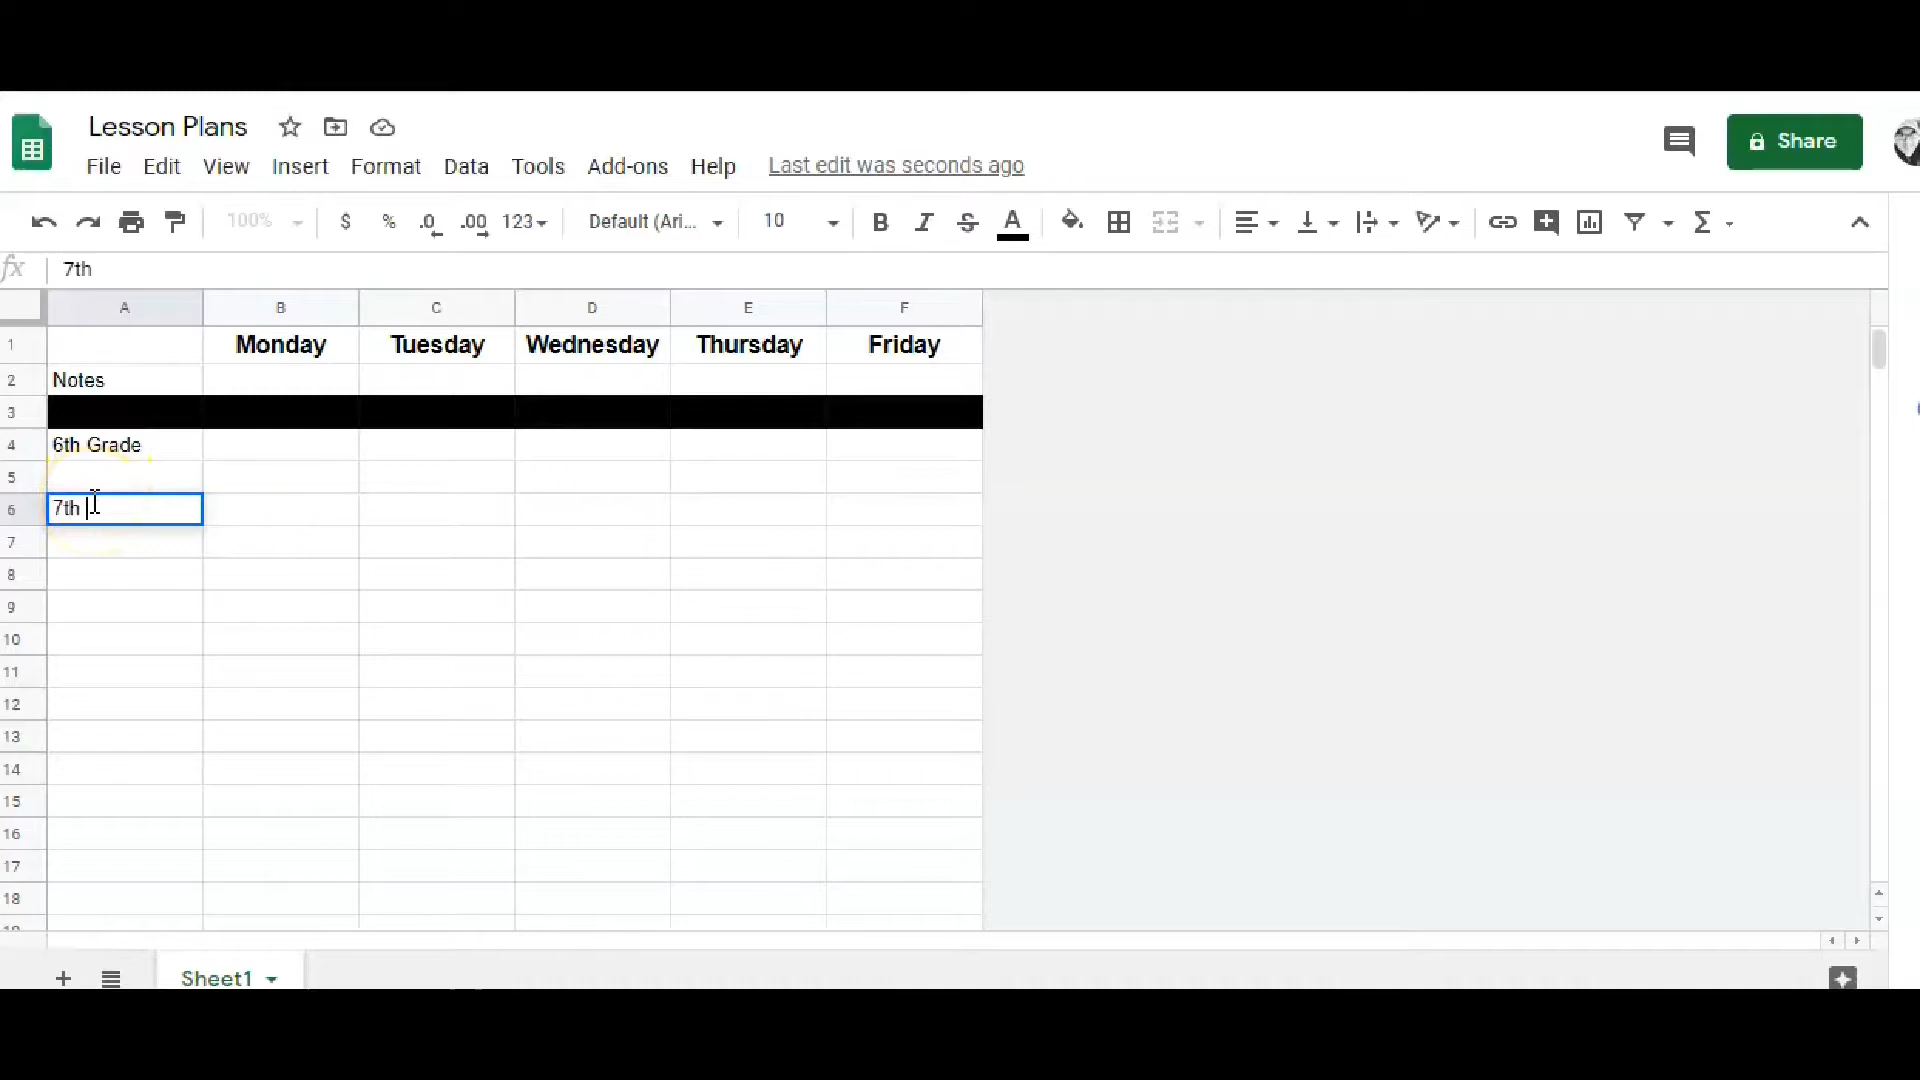 Lesson Plans
File Edit View Insert Format Data Tools Add-ons Help Last edit was seconds ago
Share
100% $ % .0 .00 123 Default (Ari... 10 B I S A
fx 7th
A B C D E F
1 Monday Tuesday Wednesday Thursday Friday
2 Notes
3
4 6th Grade
5
6 7th
7
8
9
10
11
12
13
14
15
16
17
18
Sheet1